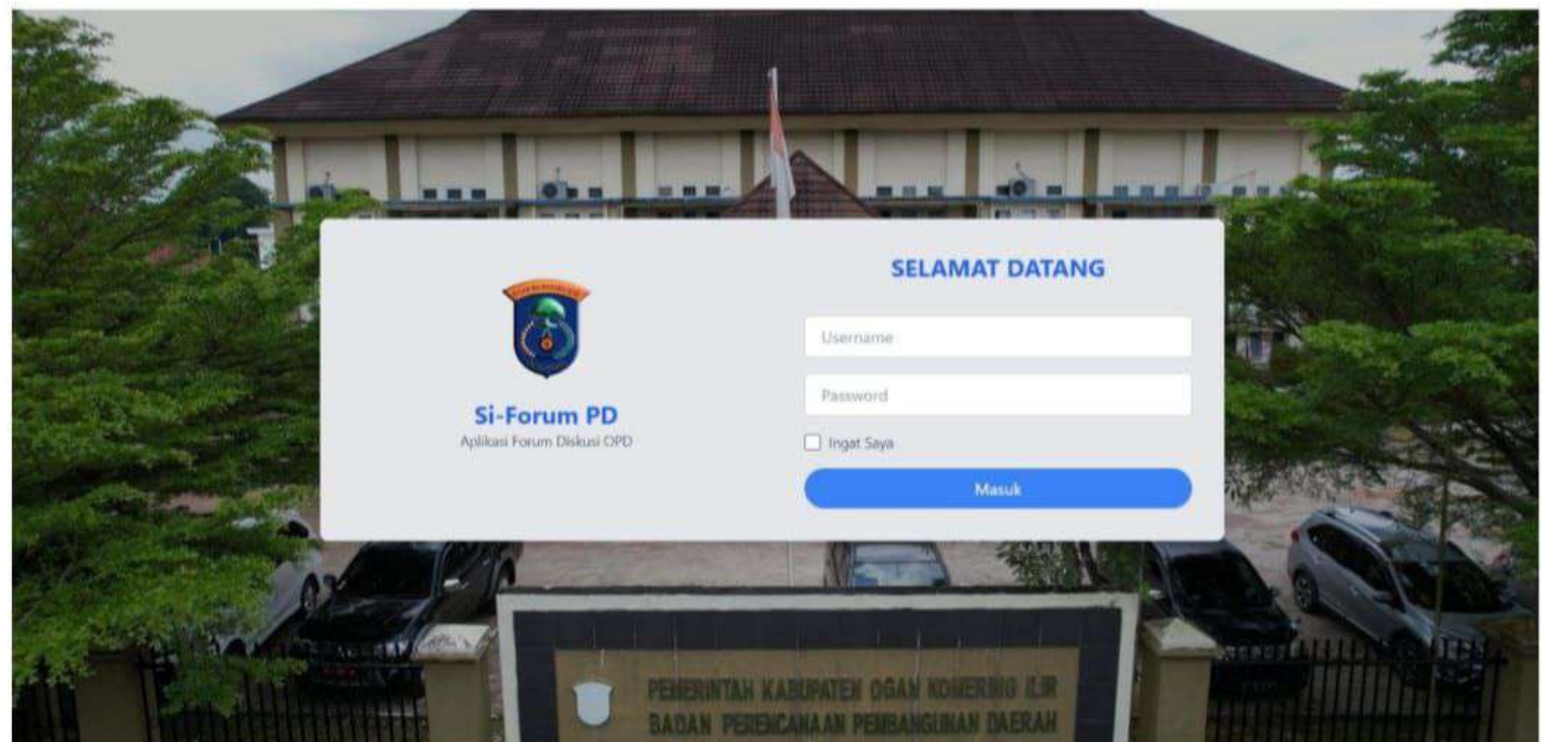 SELAMAT DATANG
Username
Password
Si-Forum PD
Aplikasi Forum Diskusi OPD
Ingat Saya
Masuk
PEMERINTAH KABUPATEN OGAN KOMERING ILIR
BADAN PERENCANAAN PEMBANGUNAN DAERAH